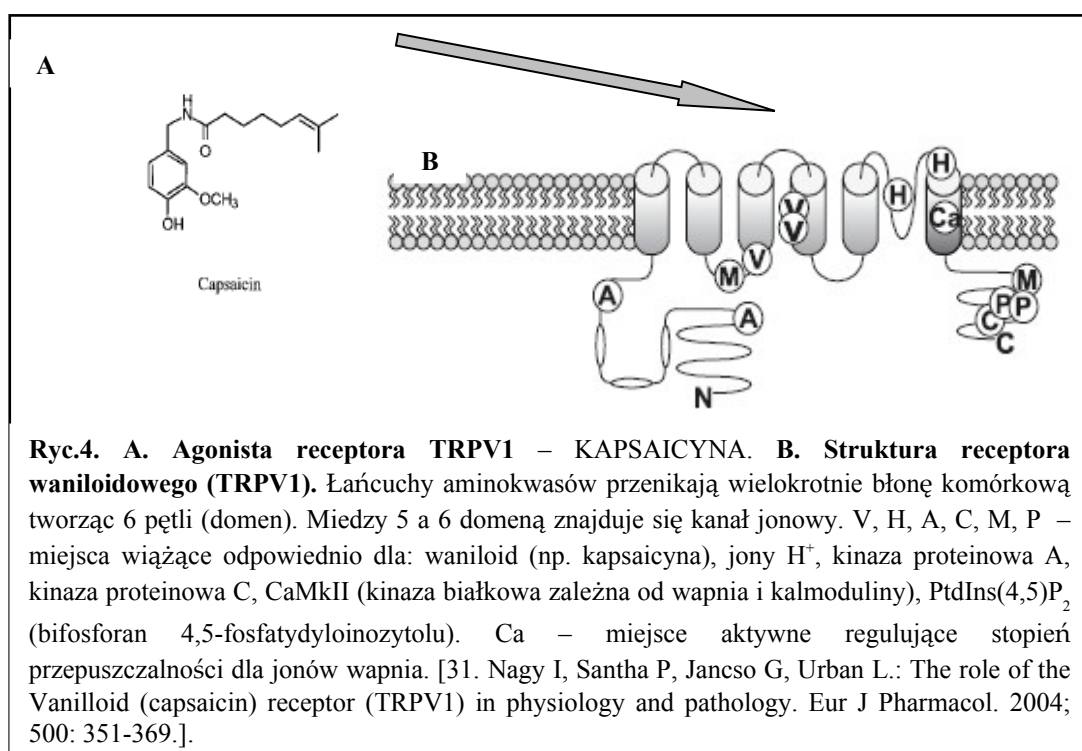 A
H
N
O
OCH3
OH
Capsaicin
B
H
H
V
V
Ca
V
M
A
A
M
P P
C
C
N
Ryc.4. A. Agonista receptora TRPV1 – KAPSAICYNA. B. Struktura receptora
waniloidowego (TRPV1). Łańcuchy aminokwasów przenikają wielokrotnie błonę komórkową
tworząc 6 pętli (domen). Miedzy 5 a 6 domeną znajduje się kanał jonowy. V, H, A, C, M, P –
miejsca wiążące odpowiednio dla: waniloid (np. kapsaicyna), jony H+, kinaza proteinowa A,
kinaza proteinowa C, CaMkII (kinaza białkowa zależna od wapnia i kalmoduliny), PtdIns(4,5)P2
(bifosforan 4,5-fosfatydyloinozytolu). Ca – miejsce aktywne regulujące stopień
przepuszczalności dla jonów wapnia. [31. Nagy I, Santha P, Jancso G, Urban L.: The role of the
Vanilloid (capsaicin) receptor (TRPV1) in physiology and pathology. Eur J Pharmacol. 2004;
500: 351-369.].